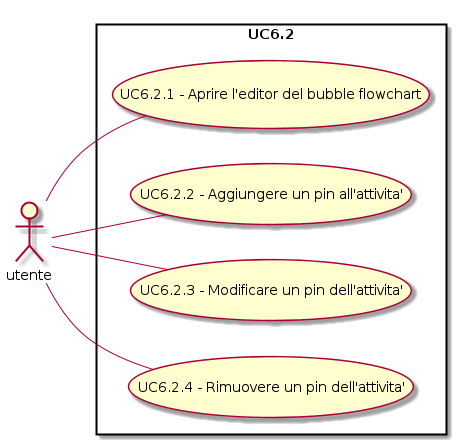 UC6.2
UC6.2.1 - Aprire l'editor del bubble flowchart
UC6.2.2 - Aggiungere un pin all'attivita'
UC6.2.3 - Modificare un pin dell'attivita'
UC6.2.4 - Rimuovere un pin dell'attivita'
utente